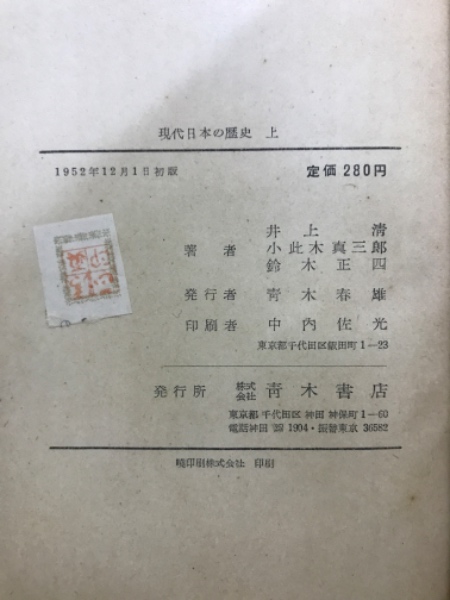 現代日本の歴史 上
1952年12月1日初版 定価 280円
著者 井上清
小此木真三郎
鈴木正四
発行者 青木春雄
印刷者 中内佐光
東京都千代田区飯田町1—23
発行所 株式会社 青木書店
東京都千代田区神田神保町1—60
電話神田 1904・振替東京 36582
曉印刷株式会社 印刷